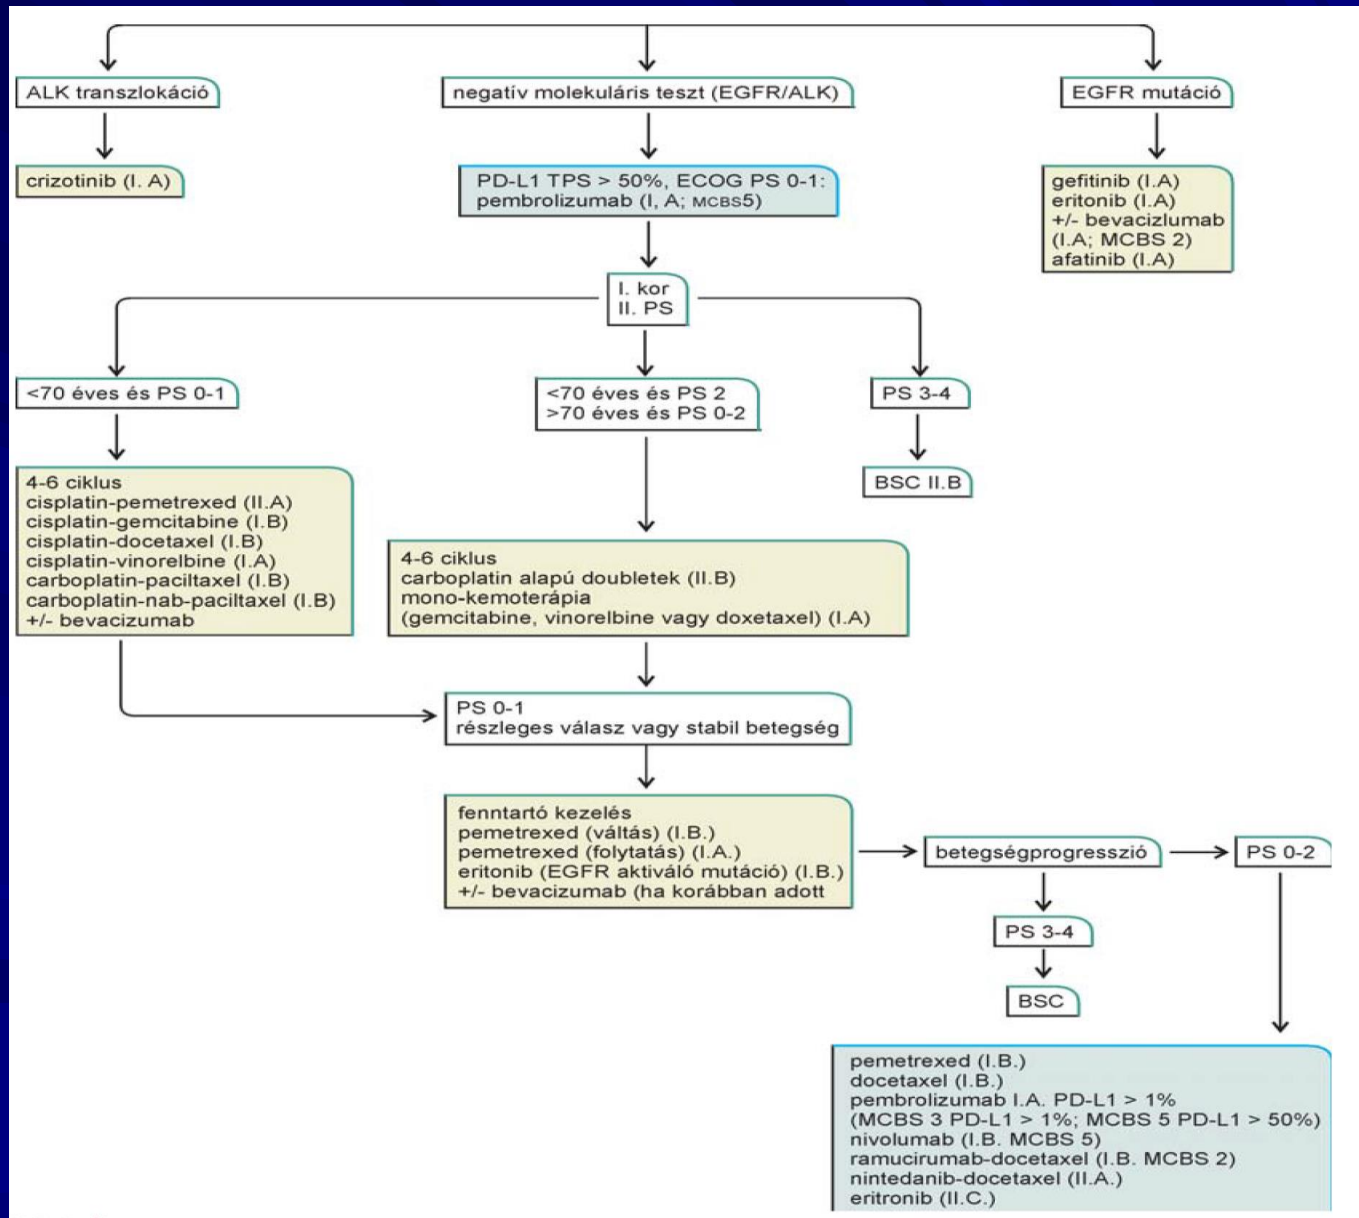 ALK transzlokáció
negatív molekuláris teszt (EGFR/ALK)
EGFR mutáció
crizotinib (I. A)
PD-L1 TPS > 50%, ECOG PS 0-1:
pembrolizumab (I, A; MCBS5)
gefitinib (I.A)
eritonib (I.A)
+/- bevacizlumab
(I.A; MCBS 2)
afatinib (I.A)
I. kor
II. PS
<70 éves és PS 0-1
<70 éves és PS 2
>70 éves és PS 0-2
PS 3-4
BSC II.B
4-6 ciklus
cisplatin-pemetrexed (II.A)
cisplatin-gemcitabine (I.B)
cisplatin-docetaxel (I.B)
cisplatin-vinorelbine (I.A)
carboplatin-paciltaxel (I.B)
carboplatin-nab-paciltaxel (I.B)
+/- bevacizumab
4-6 ciklus
carboplatin alapú doubletek (II.B)
mono-kemoterápia
(gemcitabine, vinorelbine vagy doxetaxel) (I.A)
PS 0-1
részleges válasz vagy stabil betegség
fenntartó kezelés
pemetrexed (váltás) (I.B.)
pemetrexed (folytatás) (I.A.)
eritonib (EGFR aktiváló mutáció) (I.B.)
+/- bevacizumab (ha korábban adott
betegségprogresszió
PS 0-2
PS 3-4
BSC
pemetrexed (I.B.)
docetaxel (I.B.)
pembrolizumab I.A. PD-L1 > 1%
(MCBS 3 PD-L1 > 1%; MCBS 5 PD-L1 > 50%)
nivolumab (I.B. MCBS 5)
ramucirumab-docetaxel (I.B. MCBS 2)
nintedanib-docetaxel (II.A.)
eritronib (II.C.)